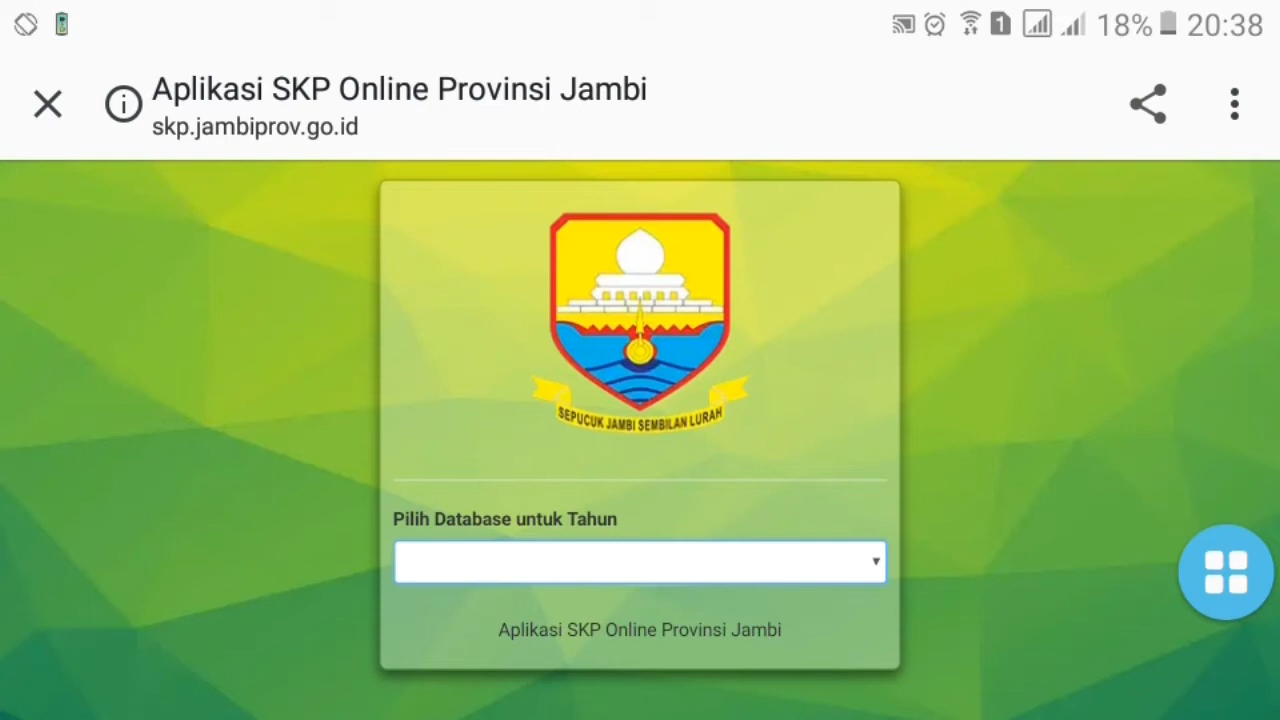 1 18% 20:38
Aplikasi SKP Online Provinsi Jambi
skp.jambiprov.go.id
SEPUCUK JAMBI SEMBILAN LURAH
Pilih Database untuk Tahun
Aplikasi SKP Online Provinsi Jambi